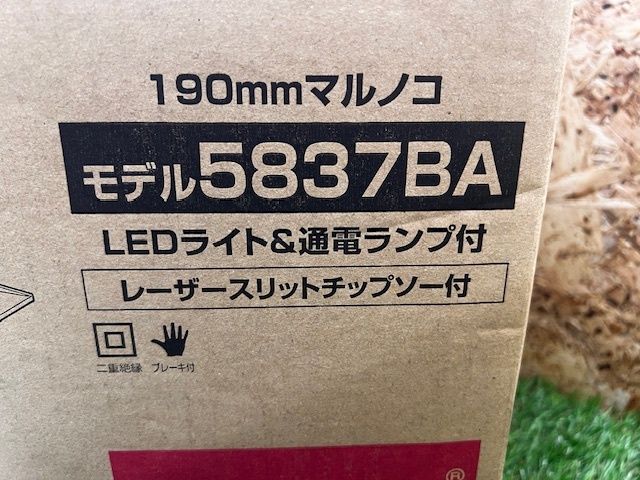 190mmマルノコ
モデル5837BA
LEDライト&通電ランプ付
レーザースリットチップソー付
二重絶縁 ブレーキ付
®